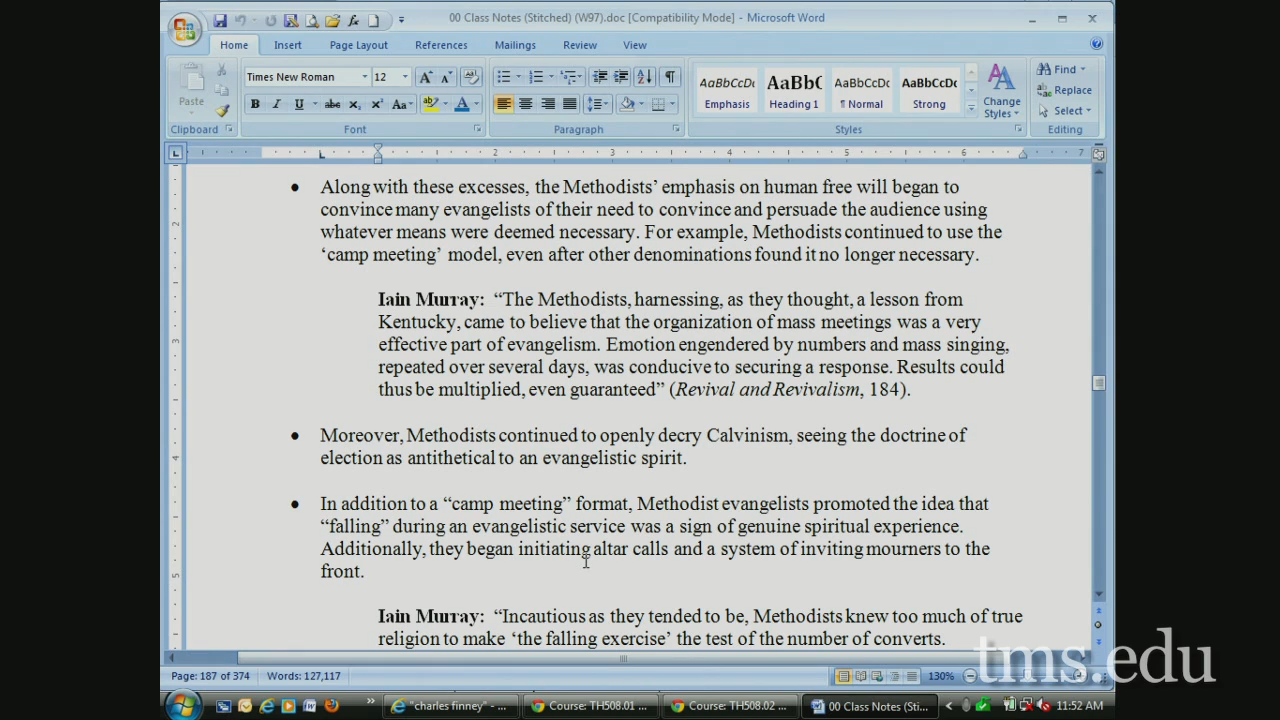 00 Class Notes (Stitched) (W97).doc [Compatibility Mode] - Microsoft Word
Home Insert Page Layout References Mailings Review View
Paste
Times New Roman 12
AaBbCcDc AaBbC AaBbCcDc AaBbCcDc
Emphasis Heading 1 ¶ Normal Strong
Change Styles
Find
Replace
Select
Clipboard Font Paragraph Styles Editing
2 3 4 5 6 7
• Along with these excesses, the Methodists’ emphasis on human free will began to
convince many evangelists of their need to convince and persuade the audience using
whatever means were deemed necessary. For example, Methodists continued to use the
‘camp meeting’ model, even after other denominations found it no longer necessary.
Iain Murray: “The Methodists, harnessing, as they thought, a lesson from
Kentucky, came to believe that the organization of mass meetings was a very
effective part of evangelism. Emotion engendered by numbers and mass singing,
repeated over several days, was conducive to securing a response. Results could
thus be multiplied, even guaranteed” (Revival and Revivalism, 184).
• Moreover, Methodists continued to openly decry Calvinism, seeing the doctrine of
election as antithetical to an evangelistic spirit.
• In addition to a “camp meeting” format, Methodist evangelists promoted the idea that
“falling” during an evangelistic service was a sign of genuine spiritual experience.
Additionally, they began initiating altar calls and a system of inviting mourners to the
front.
Iain Murray: “Incautious as they tended to be, Methodists knew too much of true
religion to make ‘the falling exercise’ the test of the number of converts.
tms.edu
Page: 187 of 374 Words: 127,117 130%
"charles finney" - ... Course: TH508.01 ... Course: TH508.02 ... 00 Class Notes (Sti... 11:52 AM